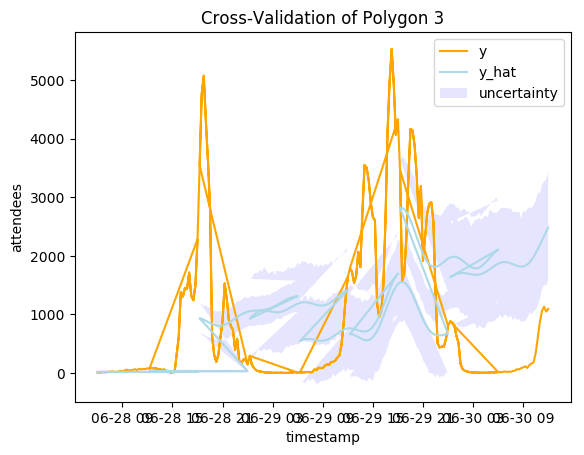 Cross-Validation of Polygon 3
y
y_hat
uncertainty
attendees
5000
4000
3000
2000
1000
0
06-28 09 06-28 15 06-28 21 06-29 03 06-29 09 06-29 15 06-29 21 06-30 03 06-30 09
timestamp